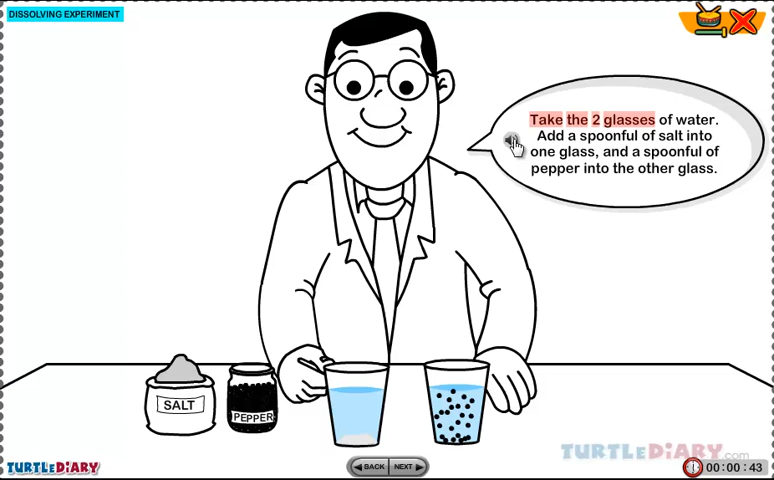 DISSOLVING EXPERIMENT
Take the 2 glasses of water.
Add a spoonful of salt into
one glass, and a spoonful of
pepper into the other glass.
SALT
PEPPER
TURTLEDIARY.com
TURTLEDIARY
BACK
NEXT
00:00:43